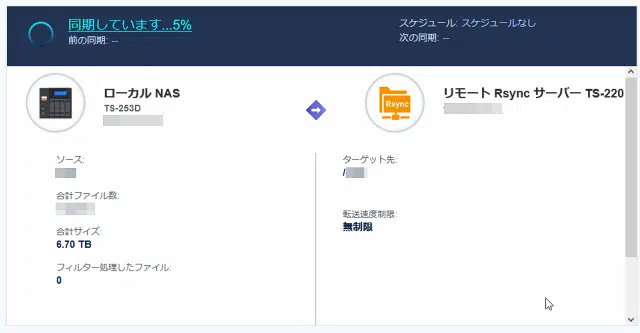 同期しています...5%
前の同期: --
スケジュール: スケジュールなし
次の同期: --
ローカル NAS
TS-253D
Rsync
リモート Rsync サーバー TS-220
ソース:
合計ファイル数:
合計サイズ:
6.70 TB
フィルター処理したファイル:
0
ターゲット先:
/
転送速度制限:
無制限